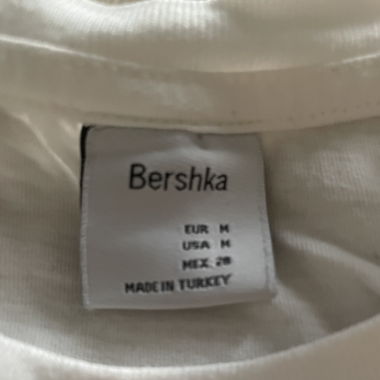 Bershka
EUR M
USA M
MEX 28
MADE IN TURKEY